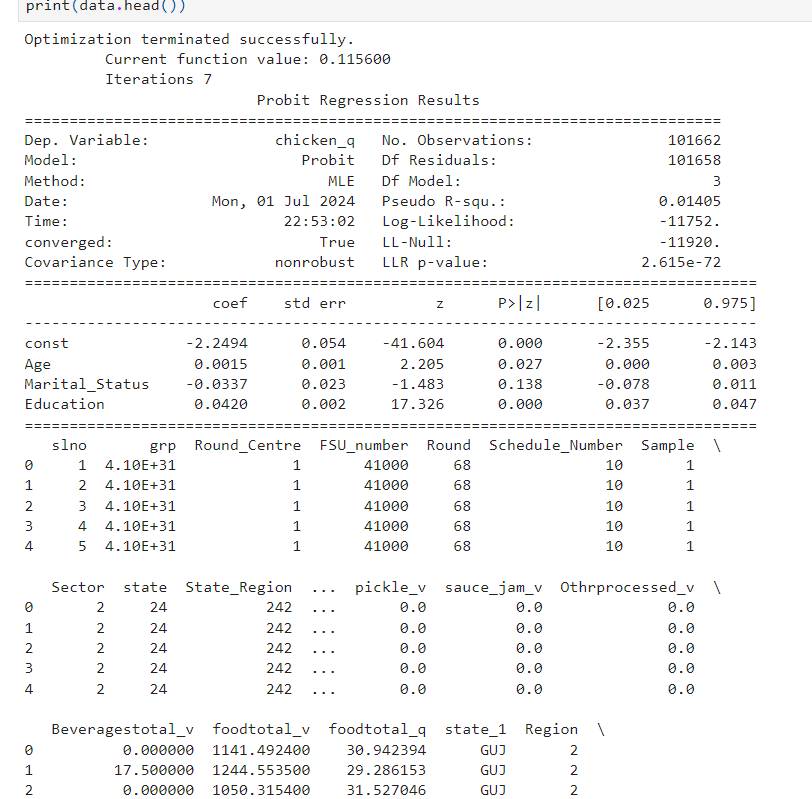 print(data.head())
Optimization terminated successfully.
         Current function value: 0.115600
         Iterations 7
                          Probit Regression Results
==============================================================================
Dep. Variable:              chicken_q   No. Observations:               101662
Model:                         Probit   Df Residuals:                   101658
Method:                           MLE   Df Model:                            3
Date:                Mon, 01 Jul 2024   Pseudo R-squ.:                 0.01405
Time:                        22:53:02   Log-Likelihood:                -11752.
converged:                       True   LL-Null:                       -11920.
Covariance Type:            nonrobust   LLR p-value:                 2.615e-72
==================================================================================
                     coef    std err          z      P>|z|      [0.025      0.975]
----------------------------------------------------------------------------------
const             -2.2494      0.054    -41.604      0.000      -2.355      -2.143
Age                0.0015      0.001      2.205      0.027       0.000       0.003
Marital_Status    -0.0337      0.023     -1.483      0.138      -0.078       0.011
Education          0.0420      0.002     17.326      0.000       0.037       0.047
==================================================================================
   slno       grp  Round_Centre  FSU_number  Round  Schedule_Number  Sample  \
0     1  4.10E+31             1       41000     68               10       1
1     2  4.10E+31             1       41000     68               10       1
2     3  4.10E+31             1       41000     68               10       1
3     4  4.10E+31             1       41000     68               10       1
4     5  4.10E+31             1       41000     68               10       1
   Sector  state  State_Region  ...  pickle_v  sauce_jam_v  Othrprocessed_v  \
0       2     24           242  ...       0.0          0.0              0.0
1       2     24           242  ...       0.0          0.0              0.0
2       2     24           242  ...       0.0          0.0              0.0
3       2     24           242  ...       0.0          0.0              0.0
4       2     24           242  ...       0.0          0.0              0.0
   Beveragestotal_v  foodtotal_v  foodtotal_q  state_1  Region  \
0          0.000000  1141.492400    30.942394      GUJ       2
1         17.500000  1244.553500    29.286153      GUJ       2
2          0.000000  1050.315400    31.527046      GUJ       2